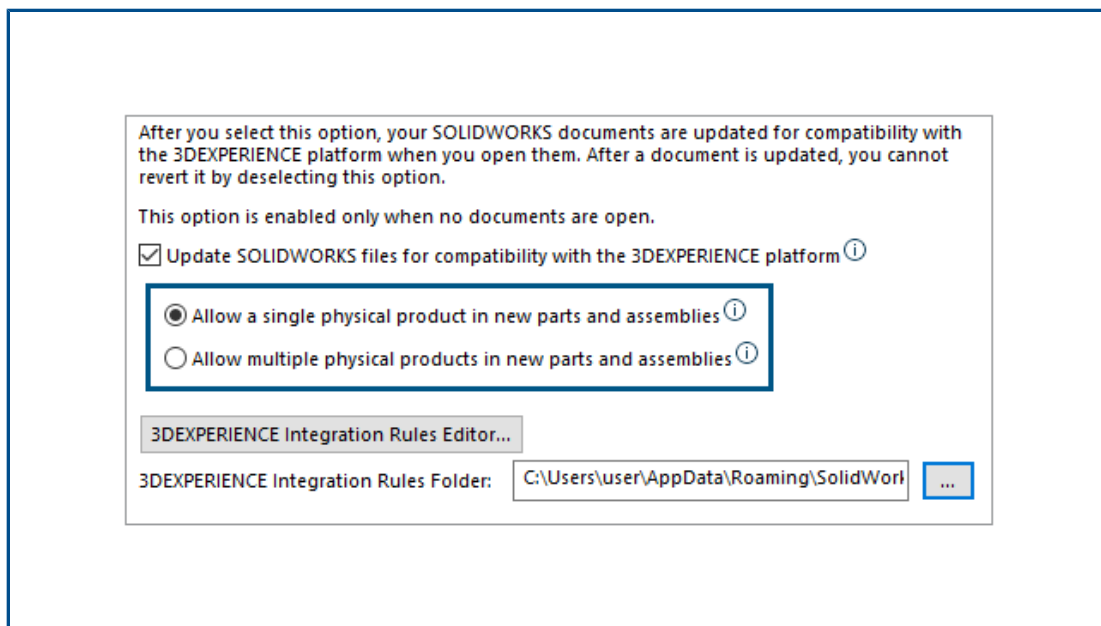 After you select this option, your SOLIDWORKS documents are updated for compatibility with
the 3DEXPERIENCE platform when you open them. After a document is updated, you cannot
revert it by deselecting this option.
This option is enabled only when no documents are open.
Update SOLIDWORKS files for compatibility with the 3DEXPERIENCE platform
Allow a single physical product in new parts and assemblies
Allow multiple physical products in new parts and assemblies
3DEXPERIENCE Integration Rules Editor...
3DEXPERIENCE Integration Rules Folder: C:\Users\user\AppData\Roaming\SolidWork ...